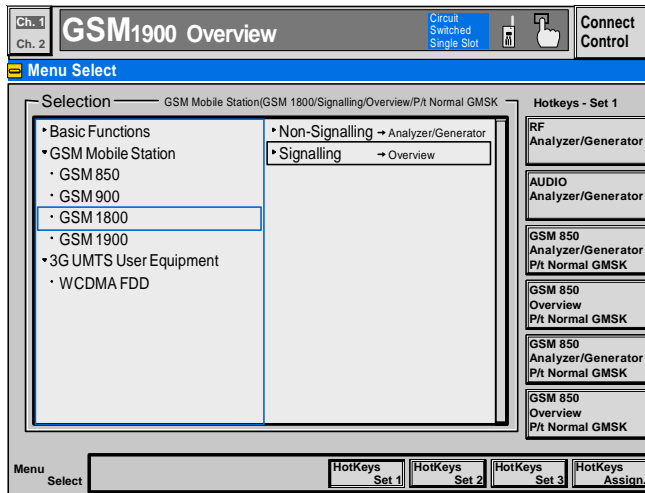 Ch. 1
Ch. 2
GSM1900 Overview
Circuit
Switched
Single Slot
Connect
Control
Menu Select
Selection
GSM Mobile Station(GSM 1800/Signalling/Overview/P/t Normal GMSK
Basic Functions
GSM Mobile Station
GSM 850
GSM 900
GSM 1800
GSM 1900
3G UMTS User Equipment
WCDMA FDD
Non-Signalling → Analyzer/Generator
Signalling → Overview
Hotkeys - Set 1
RF
Analyzer/Generator
AUDIO
Analyzer/Generator
GSM 850
Analyzer/Generator
P/t Normal GMSK
GSM 850
Overview
P/t Normal GMSK
GSM 850
Analyzer/Generator
P/t Normal GMSK
GSM 850
Overview
P/t Normal GMSK
Menu
Select
HotKeys
Set 1
HotKeys
Set 2
HotKeys
Set 3
HotKeys
Assign.